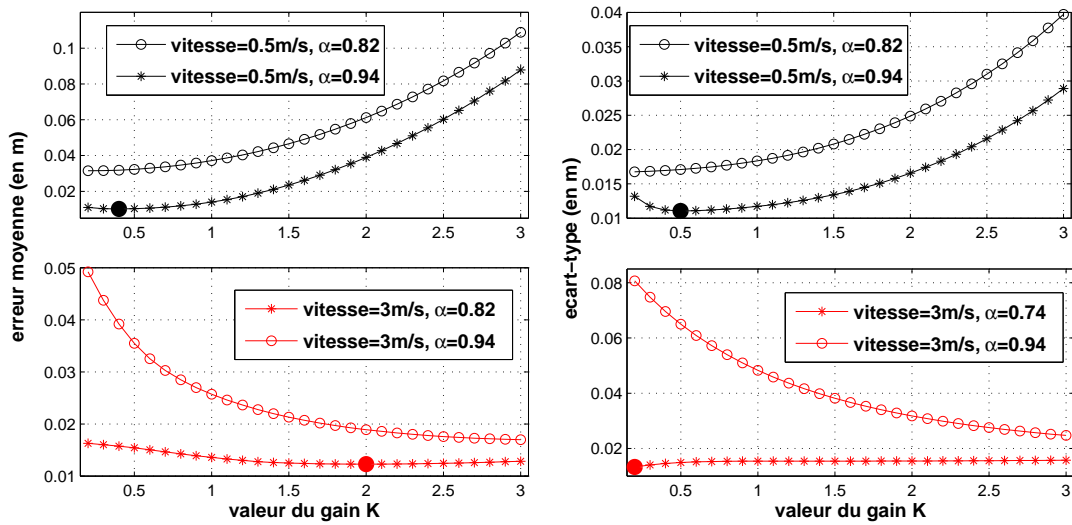 erreur moyenne (en m)
0.1
0.08
0.06
0.04
0.02
vitesse=0.5m/s, α=0.82
vitesse=0.5m/s, α=0.94
0.5 1 1.5 2 2.5 3
ecart-type (en m)
0.04
0.035
0.03
0.025
0.02
0.015
0.01
vitesse=0.5m/s, α=0.82
vitesse=0.5m/s, α=0.94
0.5 1 1.5 2 2.5 3
0.05
0.04
0.03
0.02
0.01
vitesse=3m/s, α=0.82
vitesse=3m/s, α=0.94
0.5 1 1.5 2 2.5 3
valeur du gain K
0.08
0.06
0.04
0.02
vitesse=3m/s, α=0.74
vitesse=3m/s, α=0.94
0.5 1 1.5 2 2.5 3
valeur du gain K